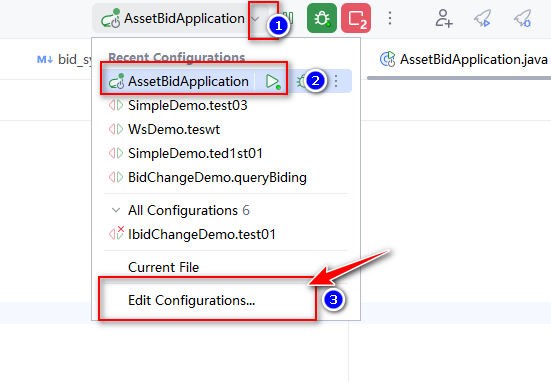 AssetBidApplication
1
2
bid_sy
AssetBidApplication.java
Recent Configurations
AssetBidApplication
2
SimpleDemo.test03
WsDemo.teswt
SimpleDemo.ted1st01
BidChangeDemo.queryBiding
All Configurations 6
IbidChangeDemo.test01
Current File
Edit Configurations...
3